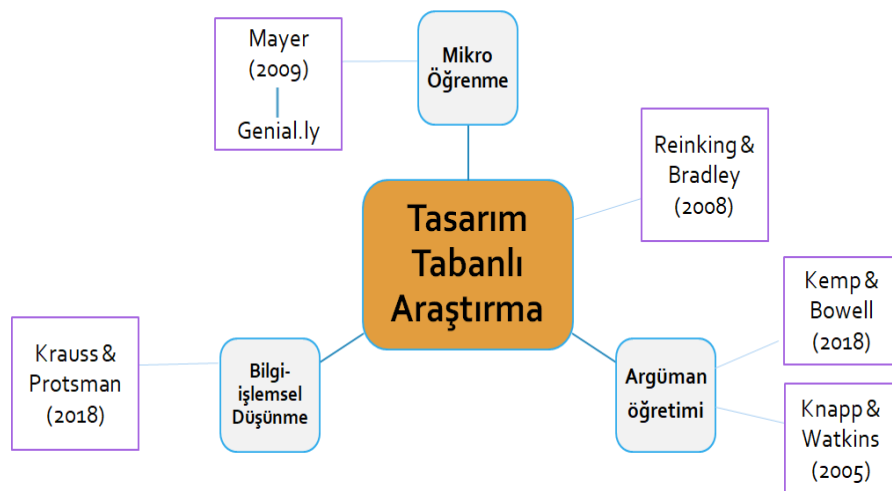 Mayer
(2009)
Genial.ly
Mikro
Öğrenme
Reinking &
Bradley
(2008)
Tasarım
Tabanlı
Araştırma
Kemp &
Bowell
(2018)
Krauss &
Protsman
(2018)
Bilgi-
işlemsel
Düşünme
Argüman
öğretimi
Knapp &
Watkins
(2005)